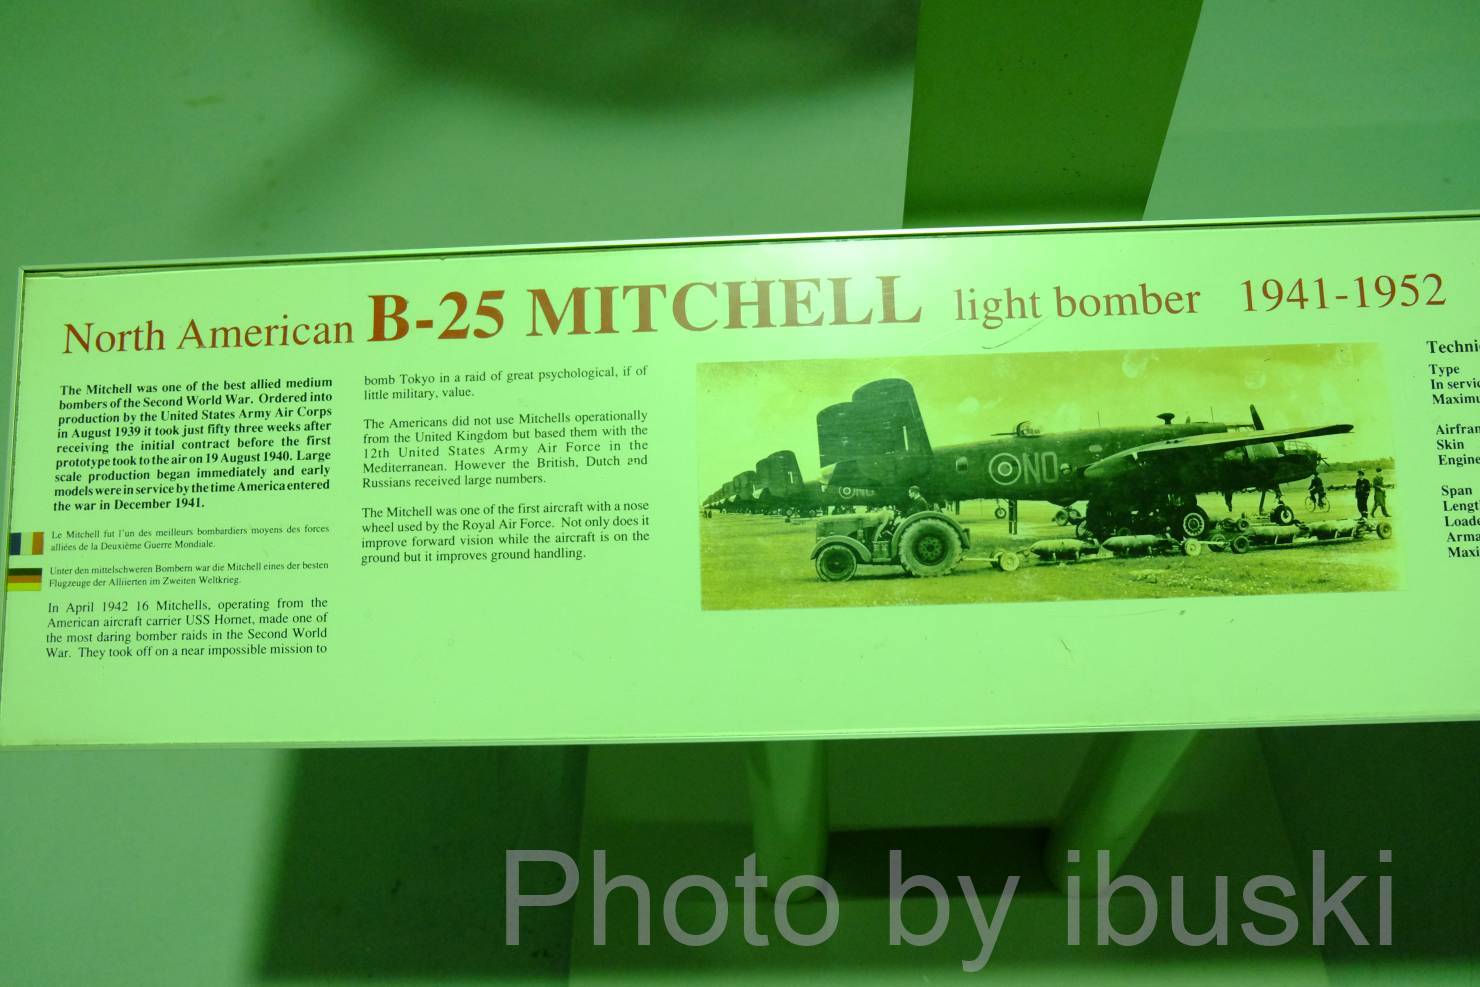 North American B-25 MITCHELL light bomber 1941-1952
The Mitchell was one of the best allied medium
bombers of the Second World War. Ordered into
production by the United States Army Air Corps
in August 1939 it took just fifty three weeks after
receiving the initial contract before the first
prototype took to the air on 19 August 1940. Large
scale production began immediately and early
models were in service by the time America entered
the war in December 1941.
Le Mitchell fut l'un des meilleurs bombardiers moyens des forces
alliées de la Deuxième Guerre Mondiale.
Unter den mittelschweren Bombern war die Mitchell eines der besten
Flugzeuge der Alliierten im Zweiten Weltkrieg.
In April 1942 16 Mitchells, operating from the
American aircraft carrier USS Hornet, made one of
the most daring bomber raids in the Second World
War. They took off on a near impossible mission to
bomb Tokyo in a raid of great psychological, if of
little military, value.
The Americans did not use Mitchells operationally
from the United Kingdom but based them with the
12th United States Army Air Force in the
Mediterranean. However the British, Dutch and
Russians received large numbers.
The Mitchell was one of the first aircraft with a nose
wheel used by the Royal Air Force. Not only does it
improve forward vision while the aircraft is on the
ground but it improves ground handling.
NO
Techni
Type
In servic
Maximu
Airfran
Skin
Engine
Span
Lengt
Loade
Arma
Maxi
Photo by ibuski